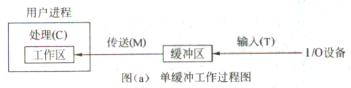 用户进程
处理(C)
工作区
传送(M)
缓冲区
输入(T)
I/O设备
图(a) 单缓冲工作过程图